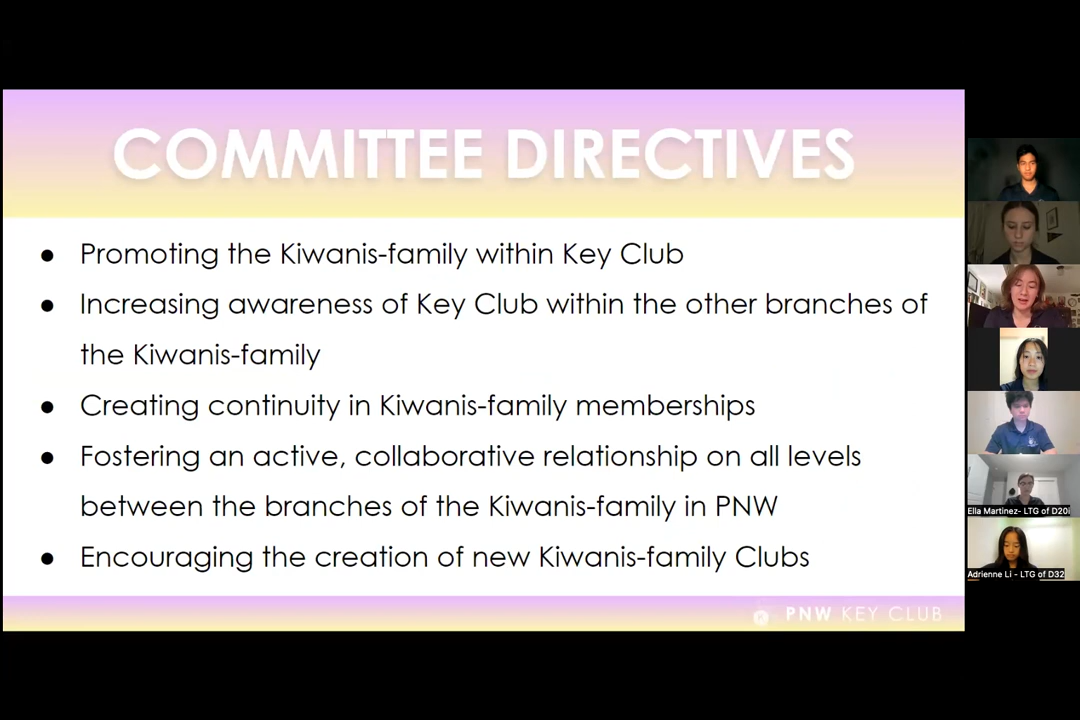 COMMITTEE DIRECTIVES
● Promoting the Kiwanis-family within Key Club
● Increasing awareness of Key Club within the other branches of
the Kiwanis-family
● Creating continuity in Kiwanis-family memberships
● Fostering an active, collaborative relationship on all levels
between the branches of the Kiwanis-family in PNW
● Encouraging the creation of new Kiwanis-family Clubs
PNW KEY CLUB
Ella Martinez- LTG of D20
Adrienne Li - LTG of D32